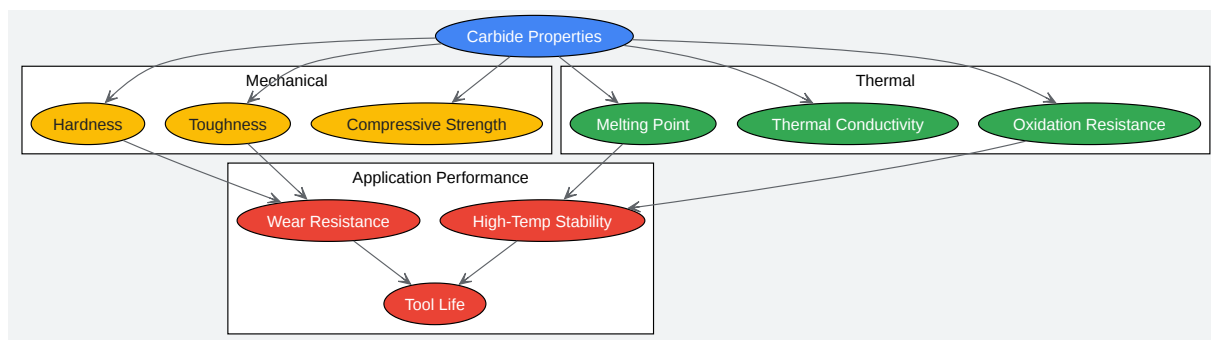 Carbide Properties
Mechanical
Thermal
Hardness
Toughness
Compressive Strength
Melting Point
Thermal Conductivity
Oxidation Resistance
Application Performance
Wear Resistance
High-Temp Stability
Tool Life